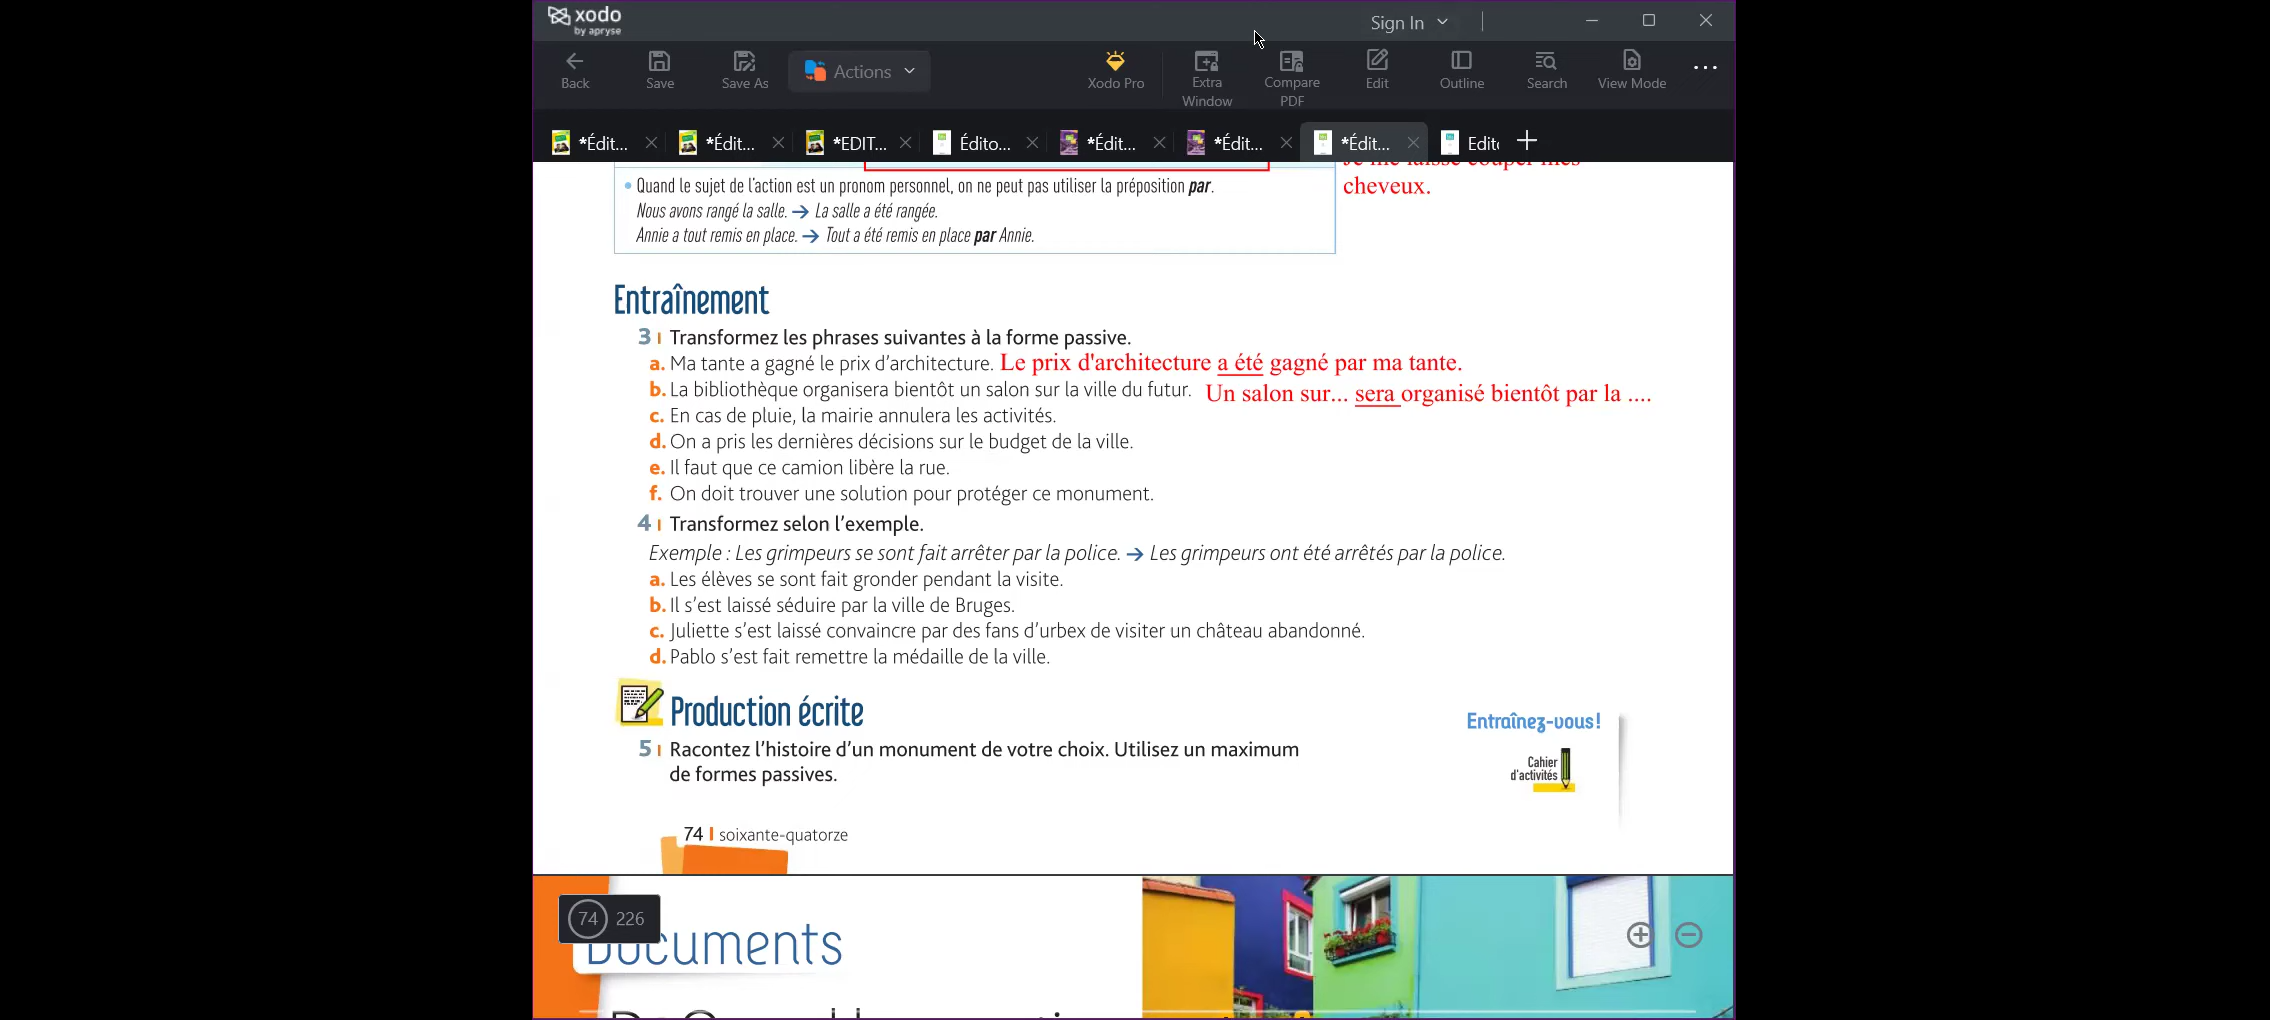 xodo
by apryse
Sign In
Back
Save
Save As
Actions
Xodo Pro
Extra Window
Compare PDF
Edit
Outline
Search
View Mode
*Édit...
*Édit...
*EDIT...
Édito...
*Édit...
*Édit...
*Édit...
Edit
cheveux.
• Quand le sujet de l'action est un pronom personnel, on ne peut pas utiliser la préposition par.
Nous avons rangé la salle. → La salle a été rangée.
Annie a tout remis en place. → Tout a été remis en place par Annie.
Entraînement
3 | Transformez les phrases suivantes à la forme passive.
a. Ma tante a gagné le prix d'architecture. Le prix d'architecture a été gagné par ma tante.
b. La bibliothèque organisera bientôt un salon sur la ville du futur. Un salon sur... sera organisé bientôt par la ....
c. En cas de pluie, la mairie annulera les activités.
d. On a pris les dernières décisions sur le budget de la ville.
e. Il faut que ce camion libère la rue.
f. On doit trouver une solution pour protéger ce monument.
4 | Transformez selon l'exemple.
Exemple : Les grimpeurs se sont fait arrêter par la police. → Les grimpeurs ont été arrêtés par la police.
a. Les élèves se sont fait gronder pendant la visite.
b. Il s'est laissé séduire par la ville de Bruges.
c. Juliette s'est laissé convaincre par des fans d'urbex de visiter un château abandonné.
d. Pablo s'est fait remettre la médaille de la ville.
Production écrite
Entraînez-vous!
5 | Racontez l'histoire d'un monument de votre choix. Utilisez un maximum
de formes passives.
Cahier
d'activités
74 | soixante-quatorze
74 226
Documents